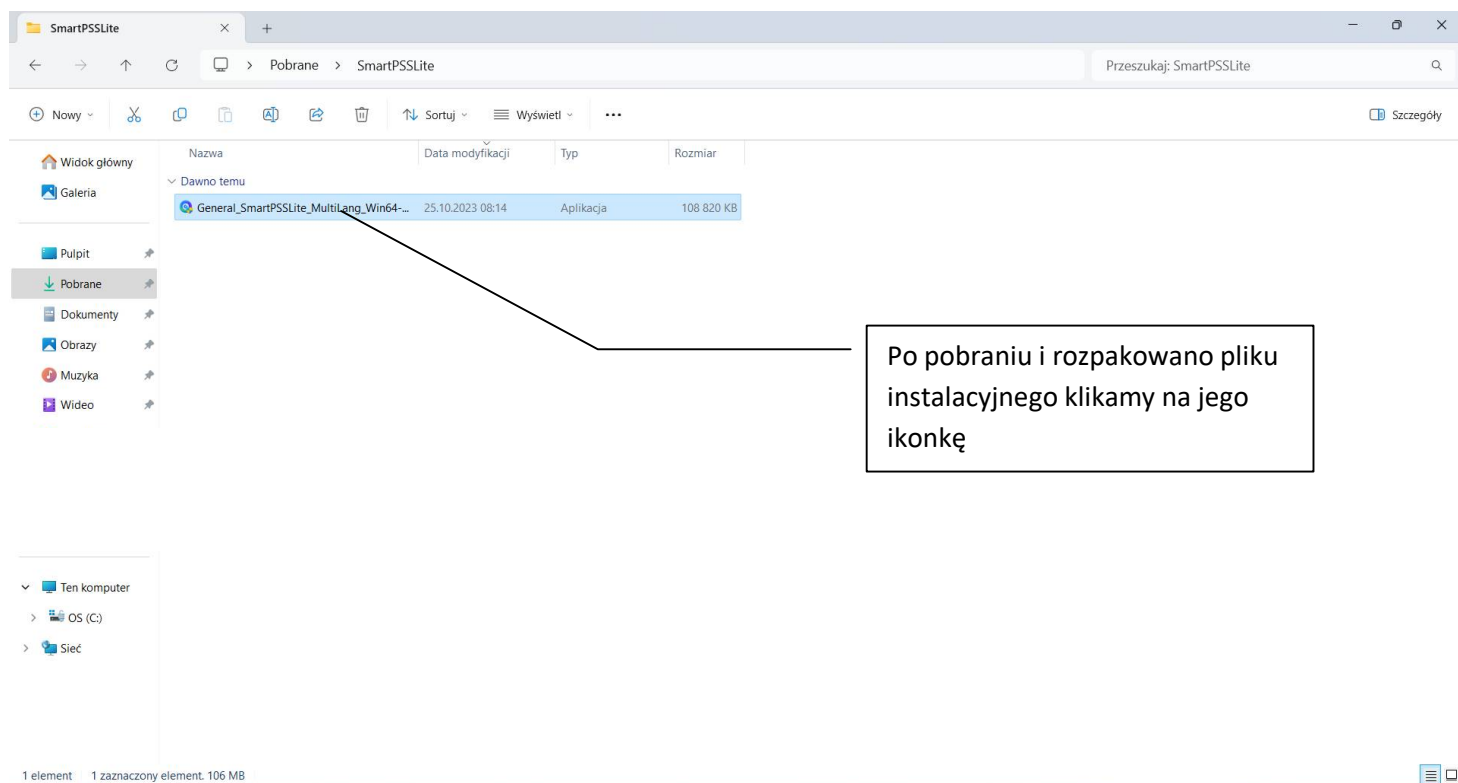 SmartPSSLite
Pobrane > SmartPSSLite
Przeszukaj: SmartPSSLite
Nowy
Sortuj
Wyświetl
Szczegóły
Nazwa Data modyfikacji Typ Rozmiar
Dawno temu
General_SmartPSSLite_MultiLang_Win64-... 25.10.2023 08:14 Aplikacja 108 820 KB
Widok główny
Galeria
Pulpit
Pobrane
Dokumenty
Obrazy
Muzyka
Wideo
Ten komputer
OS (C:)
Sieć
Po pobraniu i rozpakowano pliku
instalacyjnego klikamy na jego
ikonkę
1 element 1 zaznaczony element. 106 MB